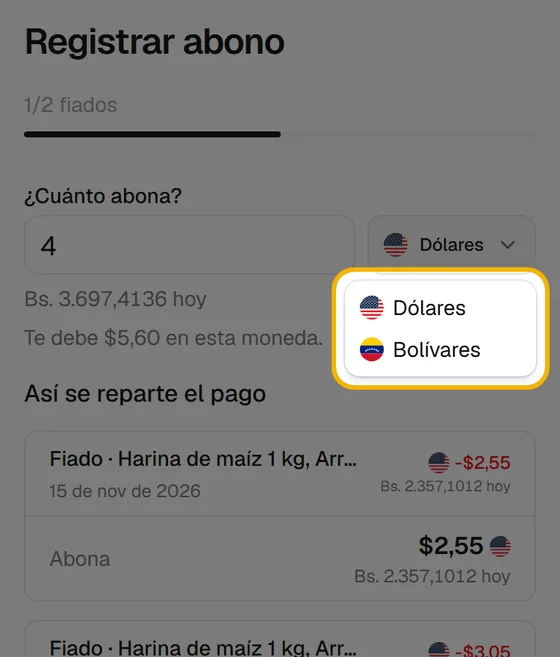 Registrar abono
1/2 fiados
¿Cuánto abona?
4
Dólares
Bs. 3.697,4136 hoy
Dólares
Te debe $5,60 en esta moneda.
Bolívares
Así se reparte el pago
Fiado · Harina de maíz 1 kg, Arr...
-$2,55
15 de nov de 2026
Bs. 2.357,1012 hoy
Abona
$2,55
Bs. 2.357,1012 hoy
Fiado · Harina de maíz 1 kg, Arr...
-$3,05